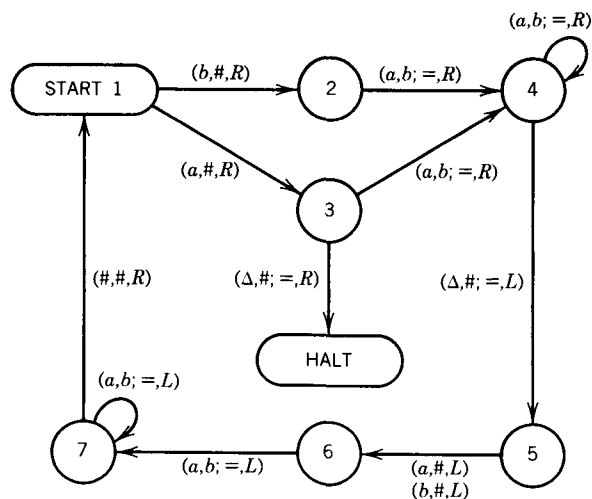 (a,b; =,R)
START 1
(b,#,R)
2
(a,b; =,R)
4
(a,#,R)
(a,b; =,R)
3
(#,#,R)
(Δ,#; =,R)
(Δ,#; =,L)
HALT
(a,b; =,L)
7
(a,b; =,L)
6
(a,#,L)
(b,#,L)
5